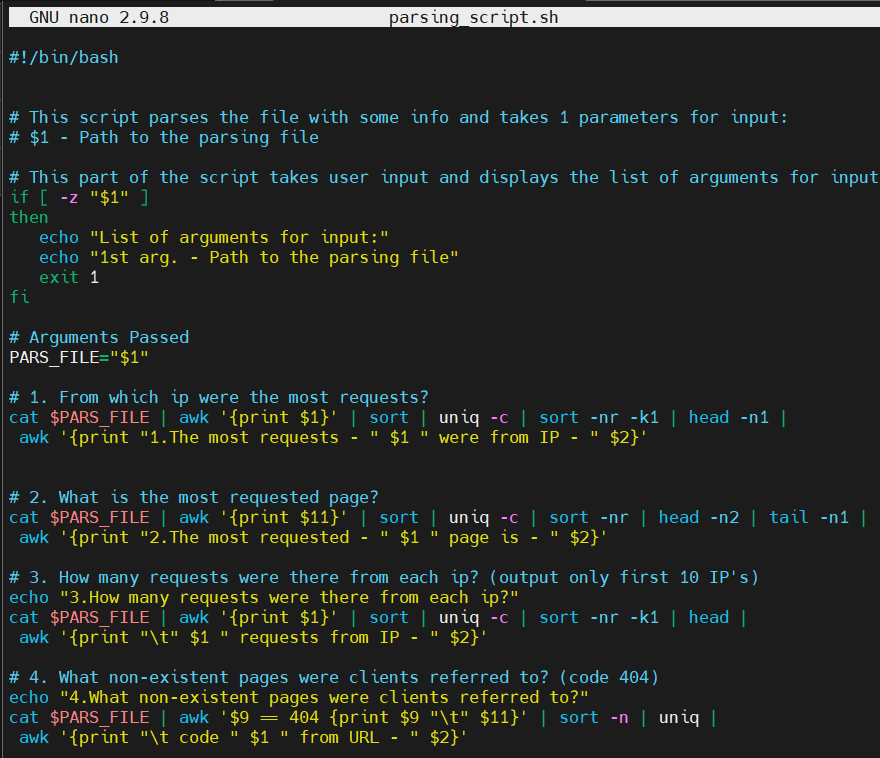 GNU nano 2.9.8 parsing_script.sh
#!/bin/bash
# This script parses the file with some info and takes 1 parameters for input:
# $1 - Path to the parsing file
# This part of the script takes user input and displays the list of arguments for input
if [ -z "$1" ]
then
   echo "List of arguments for input:"
   echo "1st arg. - Path to the parsing file"
   exit 1
fi
# Arguments Passed
PARS_FILE="$1"
# 1. From which ip were the most requests?
cat $PARS_FILE | awk '{print $1}' | sort | uniq -c | sort -nr -k1 | head -n1 |
 awk '{print "1.The most requests - " $1 " were from IP - " $2}'
# 2. What is the most requested page?
cat $PARS_FILE | awk '{print $11}' | sort | uniq -c | sort -nr | head -n2 | tail -n1 |
 awk '{print "2.The most requested - " $1 " page is - " $2}'
# 3. How many requests were there from each ip? (output only first 10 IP's)
echo "3.How many requests were there from each ip?"
cat $PARS_FILE | awk '{print $1}' | sort | uniq -c | sort -nr -k1 | head |
 awk '{print "\t" $1 " requests from IP - " $2}'
# 4. What non-existent pages were clients referred to? (code 404)
echo "4.What non-existent pages were clients referred to?"
cat $PARS_FILE | awk '$9 == 404 {print $9 "\t" $11}' | sort -n | uniq |
 awk '{print "\t code " $1 " from URL - " $2}'